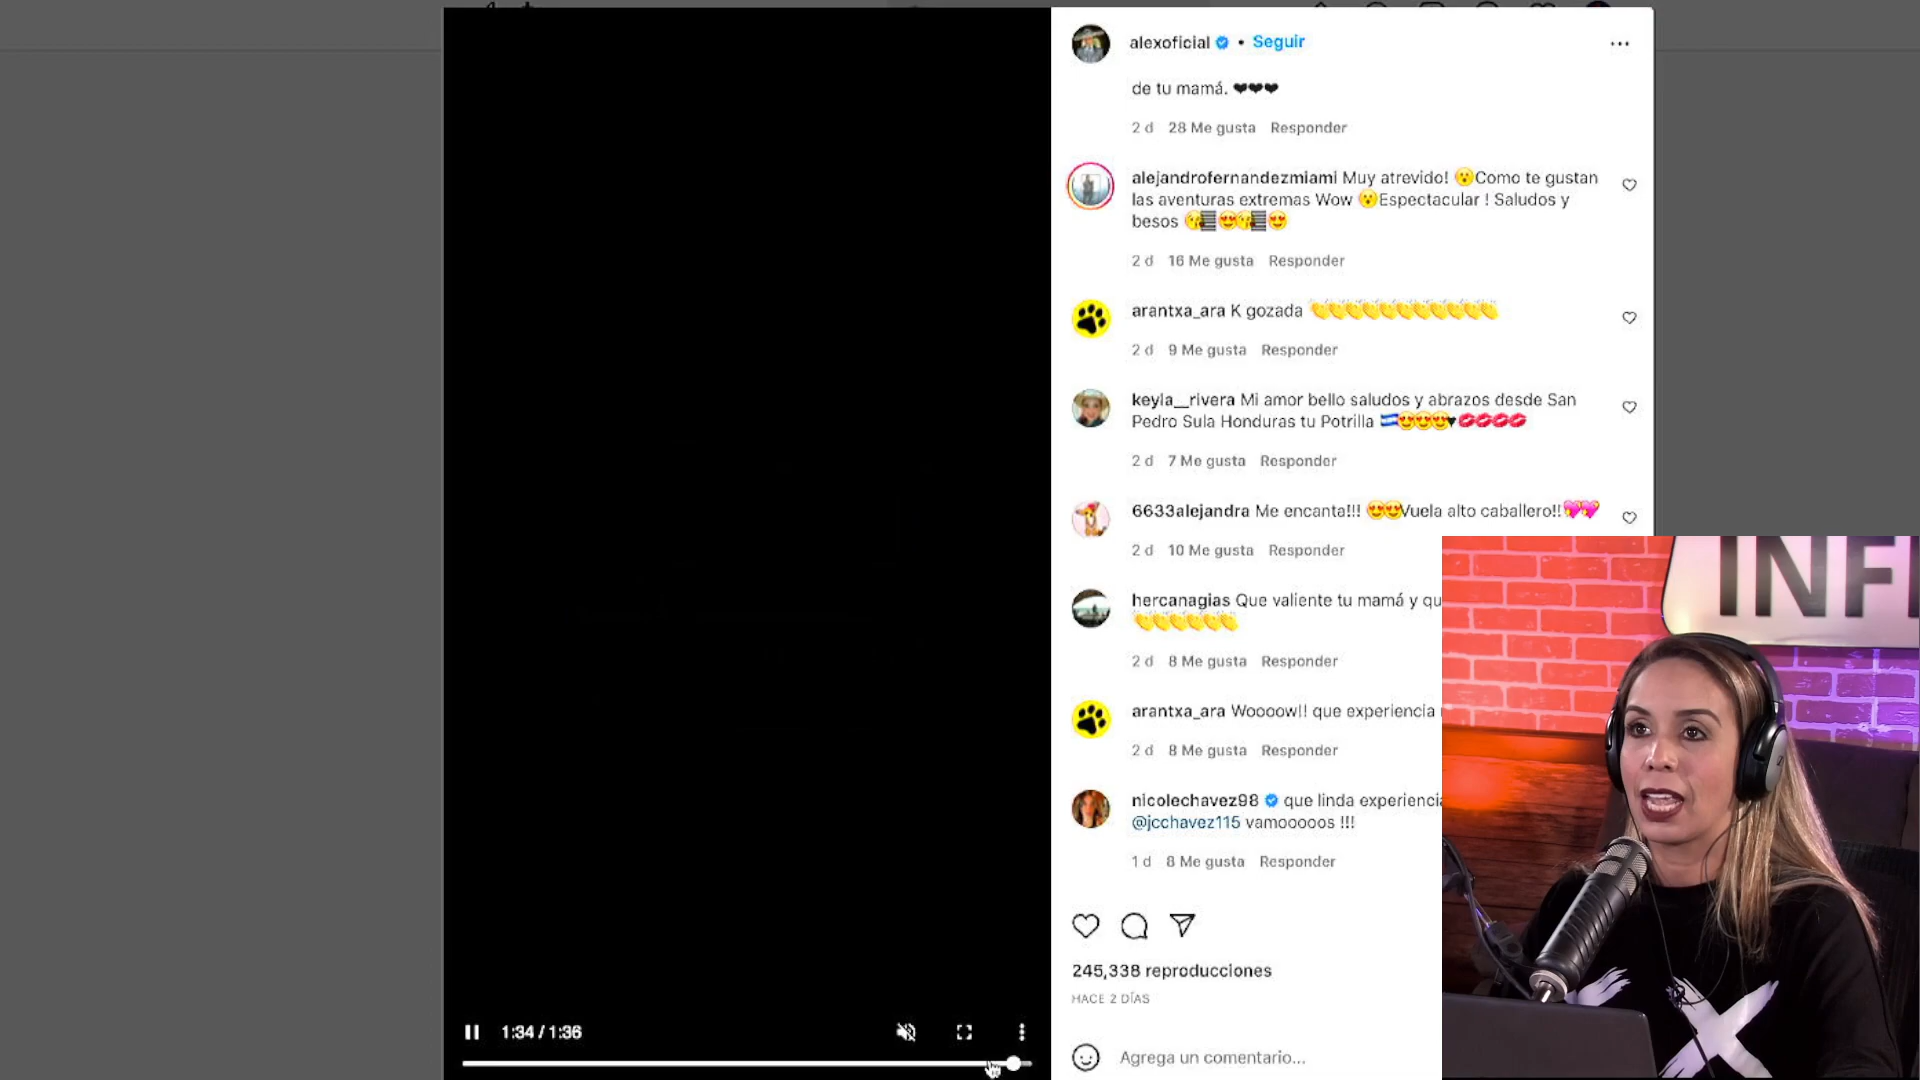 alexoficial • Seguir
de tu mamá. ❤❤❤
2 d 28 Me gusta Responder
alejandrofernandezmiami Muy atrevido! 😮Como te gustan
las aventuras extremas Wow 😮Espectacular ! Saludos y
besos
2 d 16 Me gusta Responder
arantxa_ara K gozada 👏👏👏👏👏👏👏👏👏👏👏
2 d 9 Me gusta Responder
keyla__rivera Mi amor bello saludos y abrazos desde San
Pedro Sula Honduras tu Potrilla 🇭🇳😍😍😍♥💋💋💋💋
2 d 7 Me gusta Responder
6633alejandra Me encanta!!! 😍😍Vuela alto caballero!!💖💖
2 d 10 Me gusta Responder
hercanagias Que valiente tu mamá y qu
👏👏👏👏👏👏
2 d 8 Me gusta Responder
arantxa_ara Woooow!! que experiencia
2 d 8 Me gusta Responder
nicolechavez98 que linda experiencia
@jcchavez115 vamooooos !!!
1 d 8 Me gusta Responder
245,338 reproducciones
HACE 2 DÍAS
1:34 / 1:36
Agrega un comentario...
INF
X